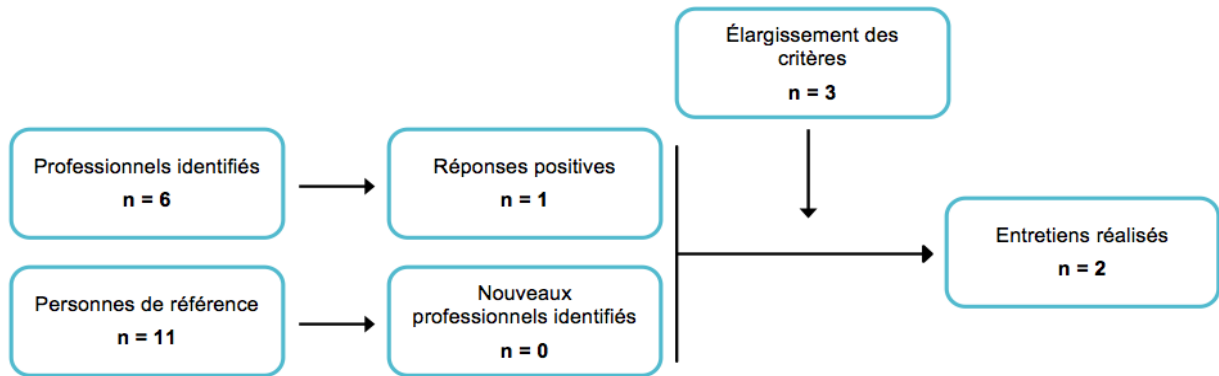 Élargissement des
critères
n = 3
Professionnels identifiés
n = 6
Réponses positives
n = 1
Entretiens réalisés
n = 2
Personnes de référence
n = 11
Nouveaux
professionnels identifiés
n = 0